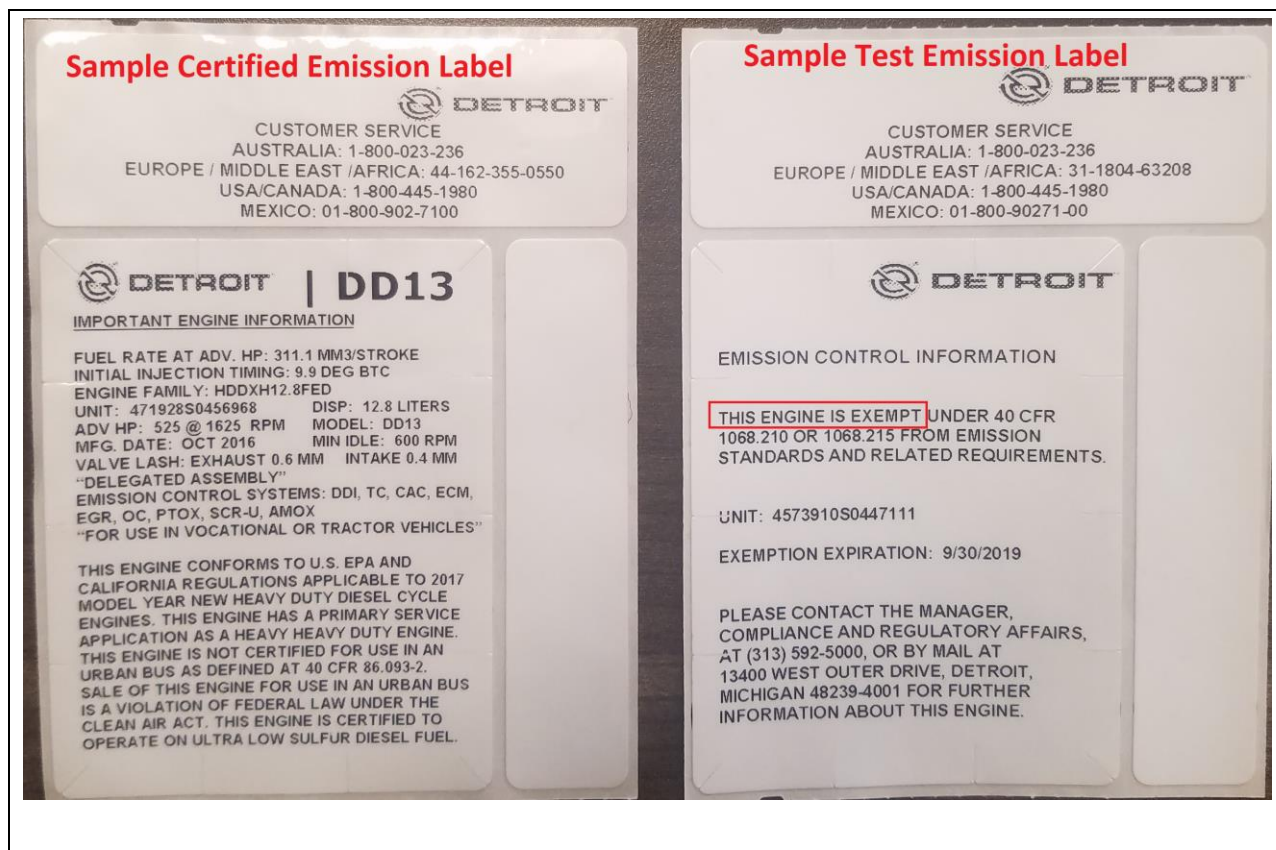 Sample Certified Emission Label
DETROIT
CUSTOMER SERVICE
AUSTRALIA: 1-800-023-236
EUROPE / MIDDLE EAST /AFRICA: 44-162-355-0550
USA/CANADA: 1-800-445-1980
MEXICO: 01-800-902-7100
DETROIT | DD13
IMPORTANT ENGINE INFORMATION
FUEL RATE AT ADV. HP: 311.1 MM3/STROKE
INITIAL INJECTION TIMING: 9.9 DEG BTC
ENGINE FAMILY: HDDXH12.8FED
UNIT: 471928S0456968 DISP: 12.8 LITERS
ADV HP: 525 @ 1625 RPM MODEL: DD13
MFG. DATE: OCT 2016 MIN IDLE: 600 RPM
VALVE LASH: EXHAUST 0.6 MM INTAKE 0.4 MM
"DELEGATED ASSEMBLY"
EMISSION CONTROL SYSTEMS: DDI, TC, CAC, ECM,
EGR, OC, PTOX, SCR-U, AMOX
"FOR USE IN VOCATIONAL OR TRACTOR VEHICLES"
THIS ENGINE CONFORMS TO U.S. EPA AND
CALIFORNIA REGULATIONS APPLICABLE TO 2017
MODEL YEAR NEW HEAVY DUTY DIESEL CYCLE
ENGINES. THIS ENGINE HAS A PRIMARY SERVICE
APPLICATION AS A HEAVY HEAVY DUTY ENGINE.
THIS ENGINE IS NOT CERTIFIED FOR USE IN AN
URBAN BUS AS DEFINED AT 40 CFR 86.093-2.
SALE OF THIS ENGINE FOR USE IN AN URBAN BUS
IS A VIOLATION OF FEDERAL LAW UNDER THE
CLEAN AIR ACT. THIS ENGINE IS CERTIFIED TO
OPERATE ON ULTRA LOW SULFUR DIESEL FUEL.
Sample Test Emission Label
DETROIT
CUSTOMER SERVICE
AUSTRALIA: 1-800-023-236
EUROPE / MIDDLE EAST /AFRICA: 31-1804-63208
USA/CANADA: 1-800-445-1980
MEXICO: 01-800-90271-00
DETROIT
EMISSION CONTROL INFORMATION
THIS ENGINE IS EXEMPT UNDER 40 CFR
1068.210 OR 1068.215 FROM EMISSION
STANDARDS AND RELATED REQUIREMENTS.
UNIT: 4573910S0447111
EXEMPTION EXPIRATION: 9/30/2019
PLEASE CONTACT THE MANAGER,
COMPLIANCE AND REGULATORY AFFAIRS,
AT (313) 592-5000, OR BY MAIL AT
13400 WEST OUTER DRIVE, DETROIT,
MICHIGAN 48239-4001 FOR FURTHER
INFORMATION ABOUT THIS ENGINE.